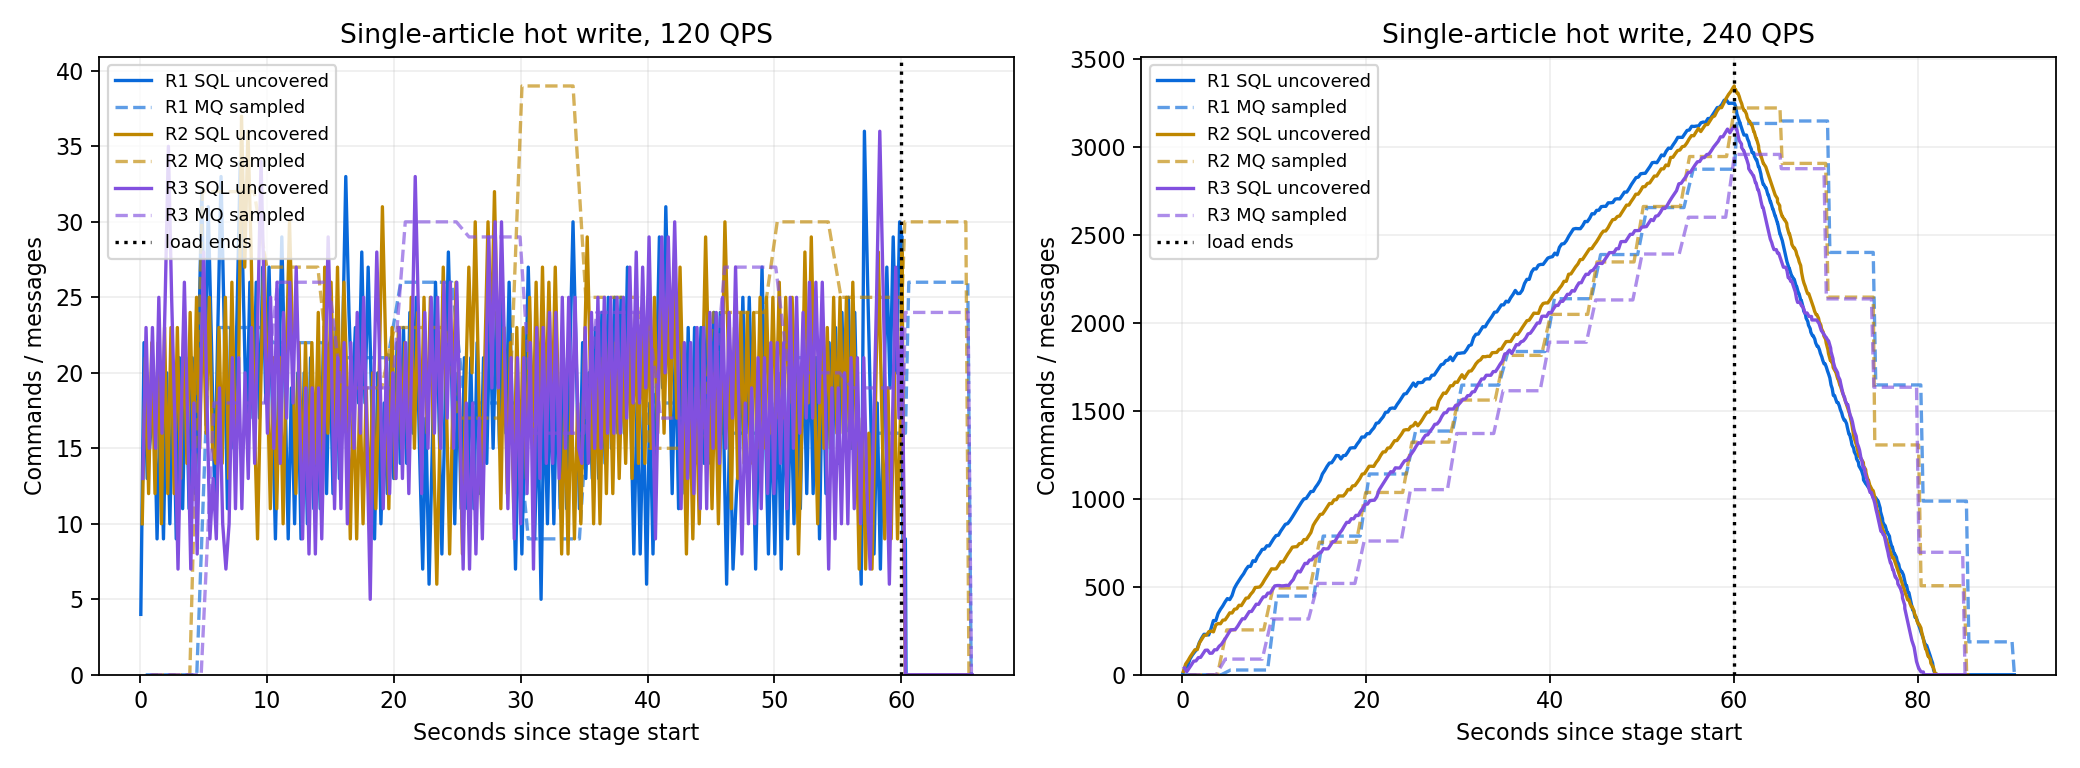 Single-article hot write, 120 QPS
Commands / messages
40
35
30
25
20
15
10
5
0
R1 SQL uncovered
R1 MQ sampled
R2 SQL uncovered
R2 MQ sampled
R3 SQL uncovered
R3 MQ sampled
load ends
0 10 20 30 40 50 60
Seconds since stage start
Single-article hot write, 240 QPS
Commands / messages
3500
3000
2500
2000
1500
1000
500
0
R1 SQL uncovered
R1 MQ sampled
R2 SQL uncovered
R2 MQ sampled
R3 SQL uncovered
R3 MQ sampled
load ends
0 20 40 60 80
Seconds since stage start